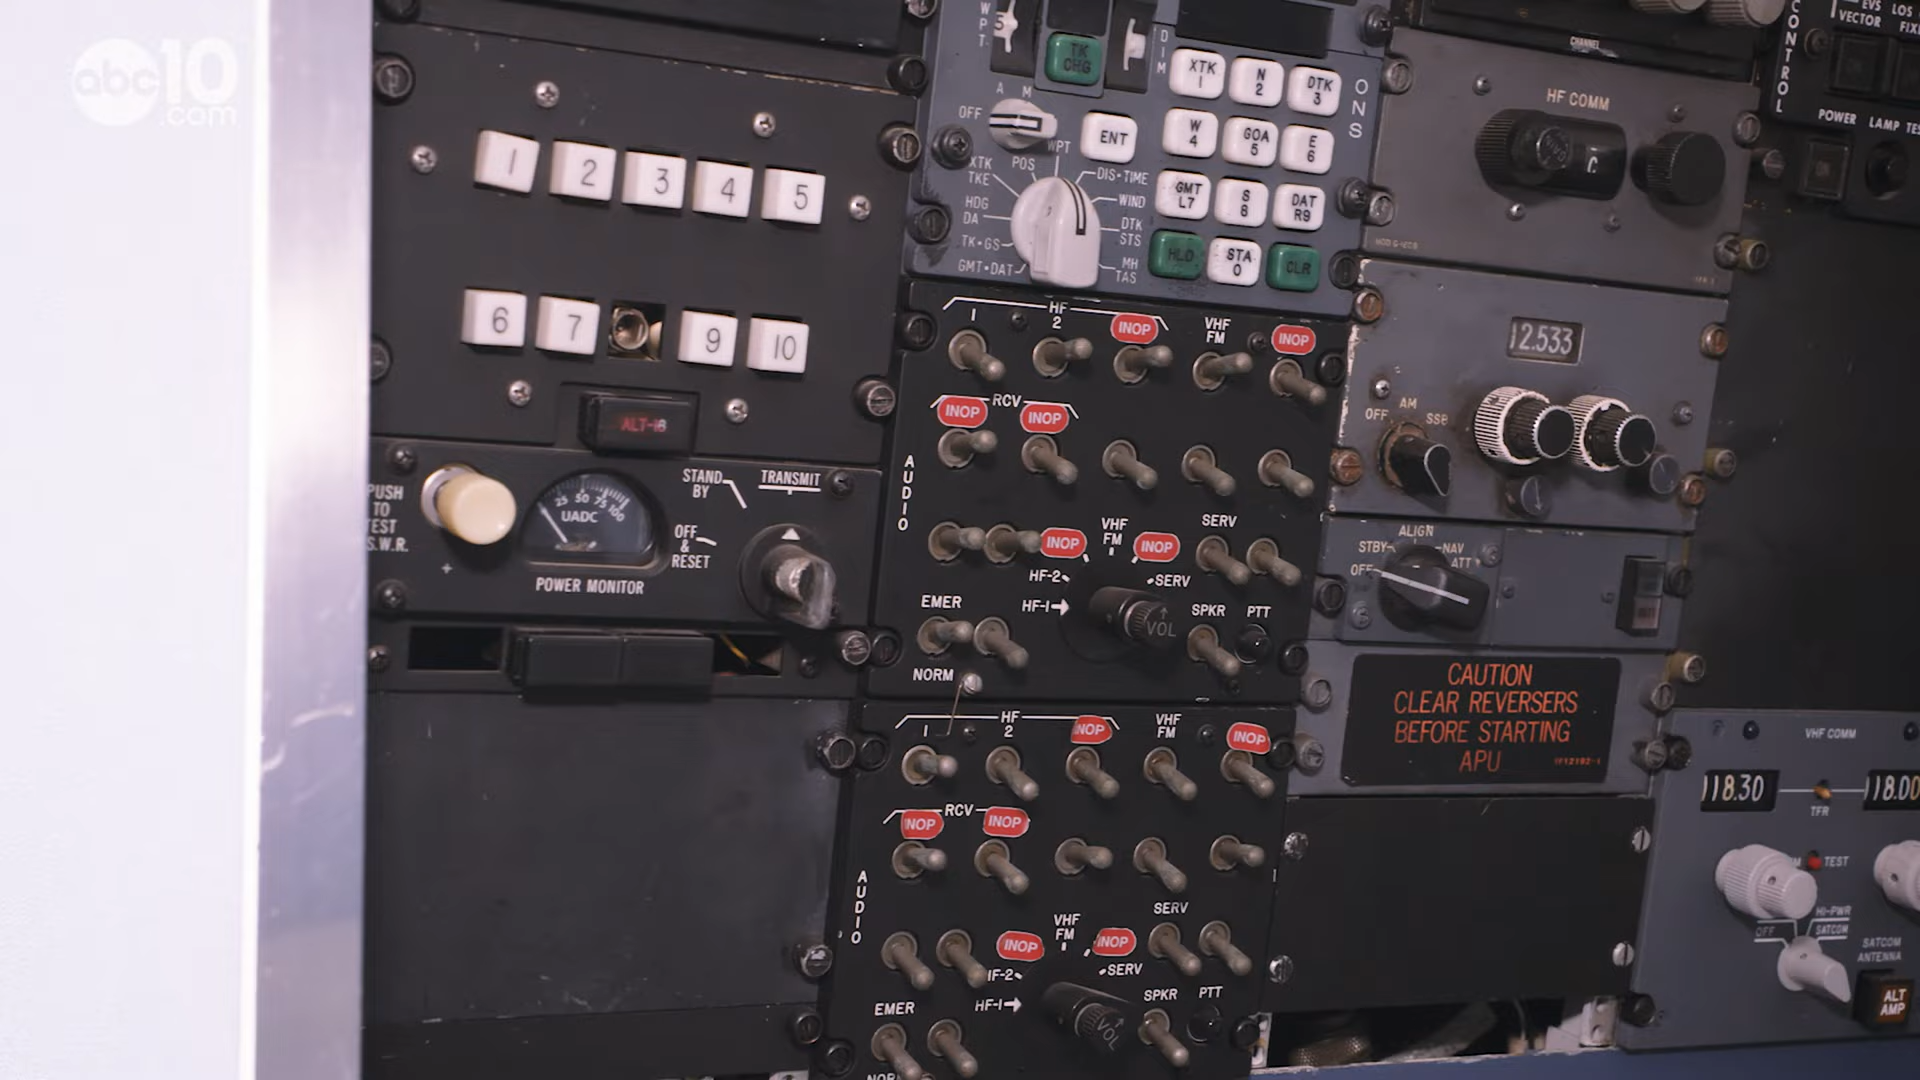 abc10
.com
1
2
3
4
5
6
7
9
10
ALT-18
PUSH
TO
TEST
S.W.R.
25 50 75 100
UADC
POWER MONITOR
STAND
BY
TRANSMIT
OFF
&
RESET
WPT
TK
CHG
DIM
A
M
OFF
ENT
XTK
1
N
2
DTK
3
W
4
GOA
5
E
6
GMT
L7
S
8
DAT
R9
HLD
STA
0
CLR
ONS
XTK
TKE
POS
WPT
DIS•TIME
WIND
HDG
DA
DTK
STS
TK•GS
GMT•DAT
MH
TAS
1
HF
2
INOP
VHF
FM
INOP
INOP
RCV
INOP
AUDIO
INOP
VHF
FM
INOP
SERV
HF-2
SERV
HF-1
EMER
VOL
SPKR
PTT
NORM
1
HF
2
INOP
VHF
FM
INOP
INOP
RCV
INOP
AUDIO
INOP
VHF
FM
INOP
SERV
HF-2
SERV
HF-1
EMER
VOL
SPKR
PTT
NORM
CHANNEL
HF COMM
12.533
OFF
AM
SSB
ALIGN
STBY
NAV
OFF
ATT
CAUTION
CLEAR REVERSERS
BEFORE STARTING
APU
CONTROL
EVS
VECTOR
LOS
POWER
LAMP
VHF COMM
118.30
TFR
118.00
TEST
HI-PWR
OFF
SATCOM
SATCOM
ANTENNA
ALT
AMP